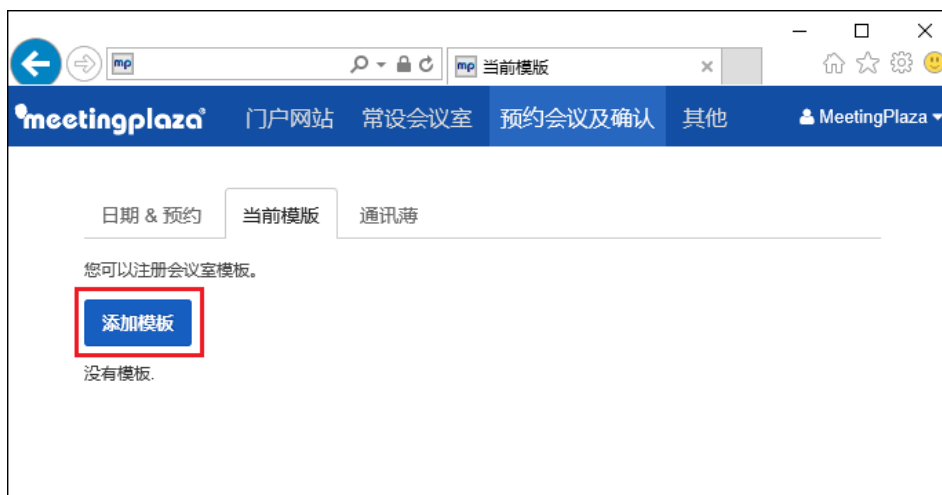 mp
mp 当前模版
meetingplaza 门户网站 常设会议室 预约会议及确认 其他 MeetingPlaza
日期 & 预约 当前模版 通讯薄
您可以注册会议室模板。
添加模板
没有模板.